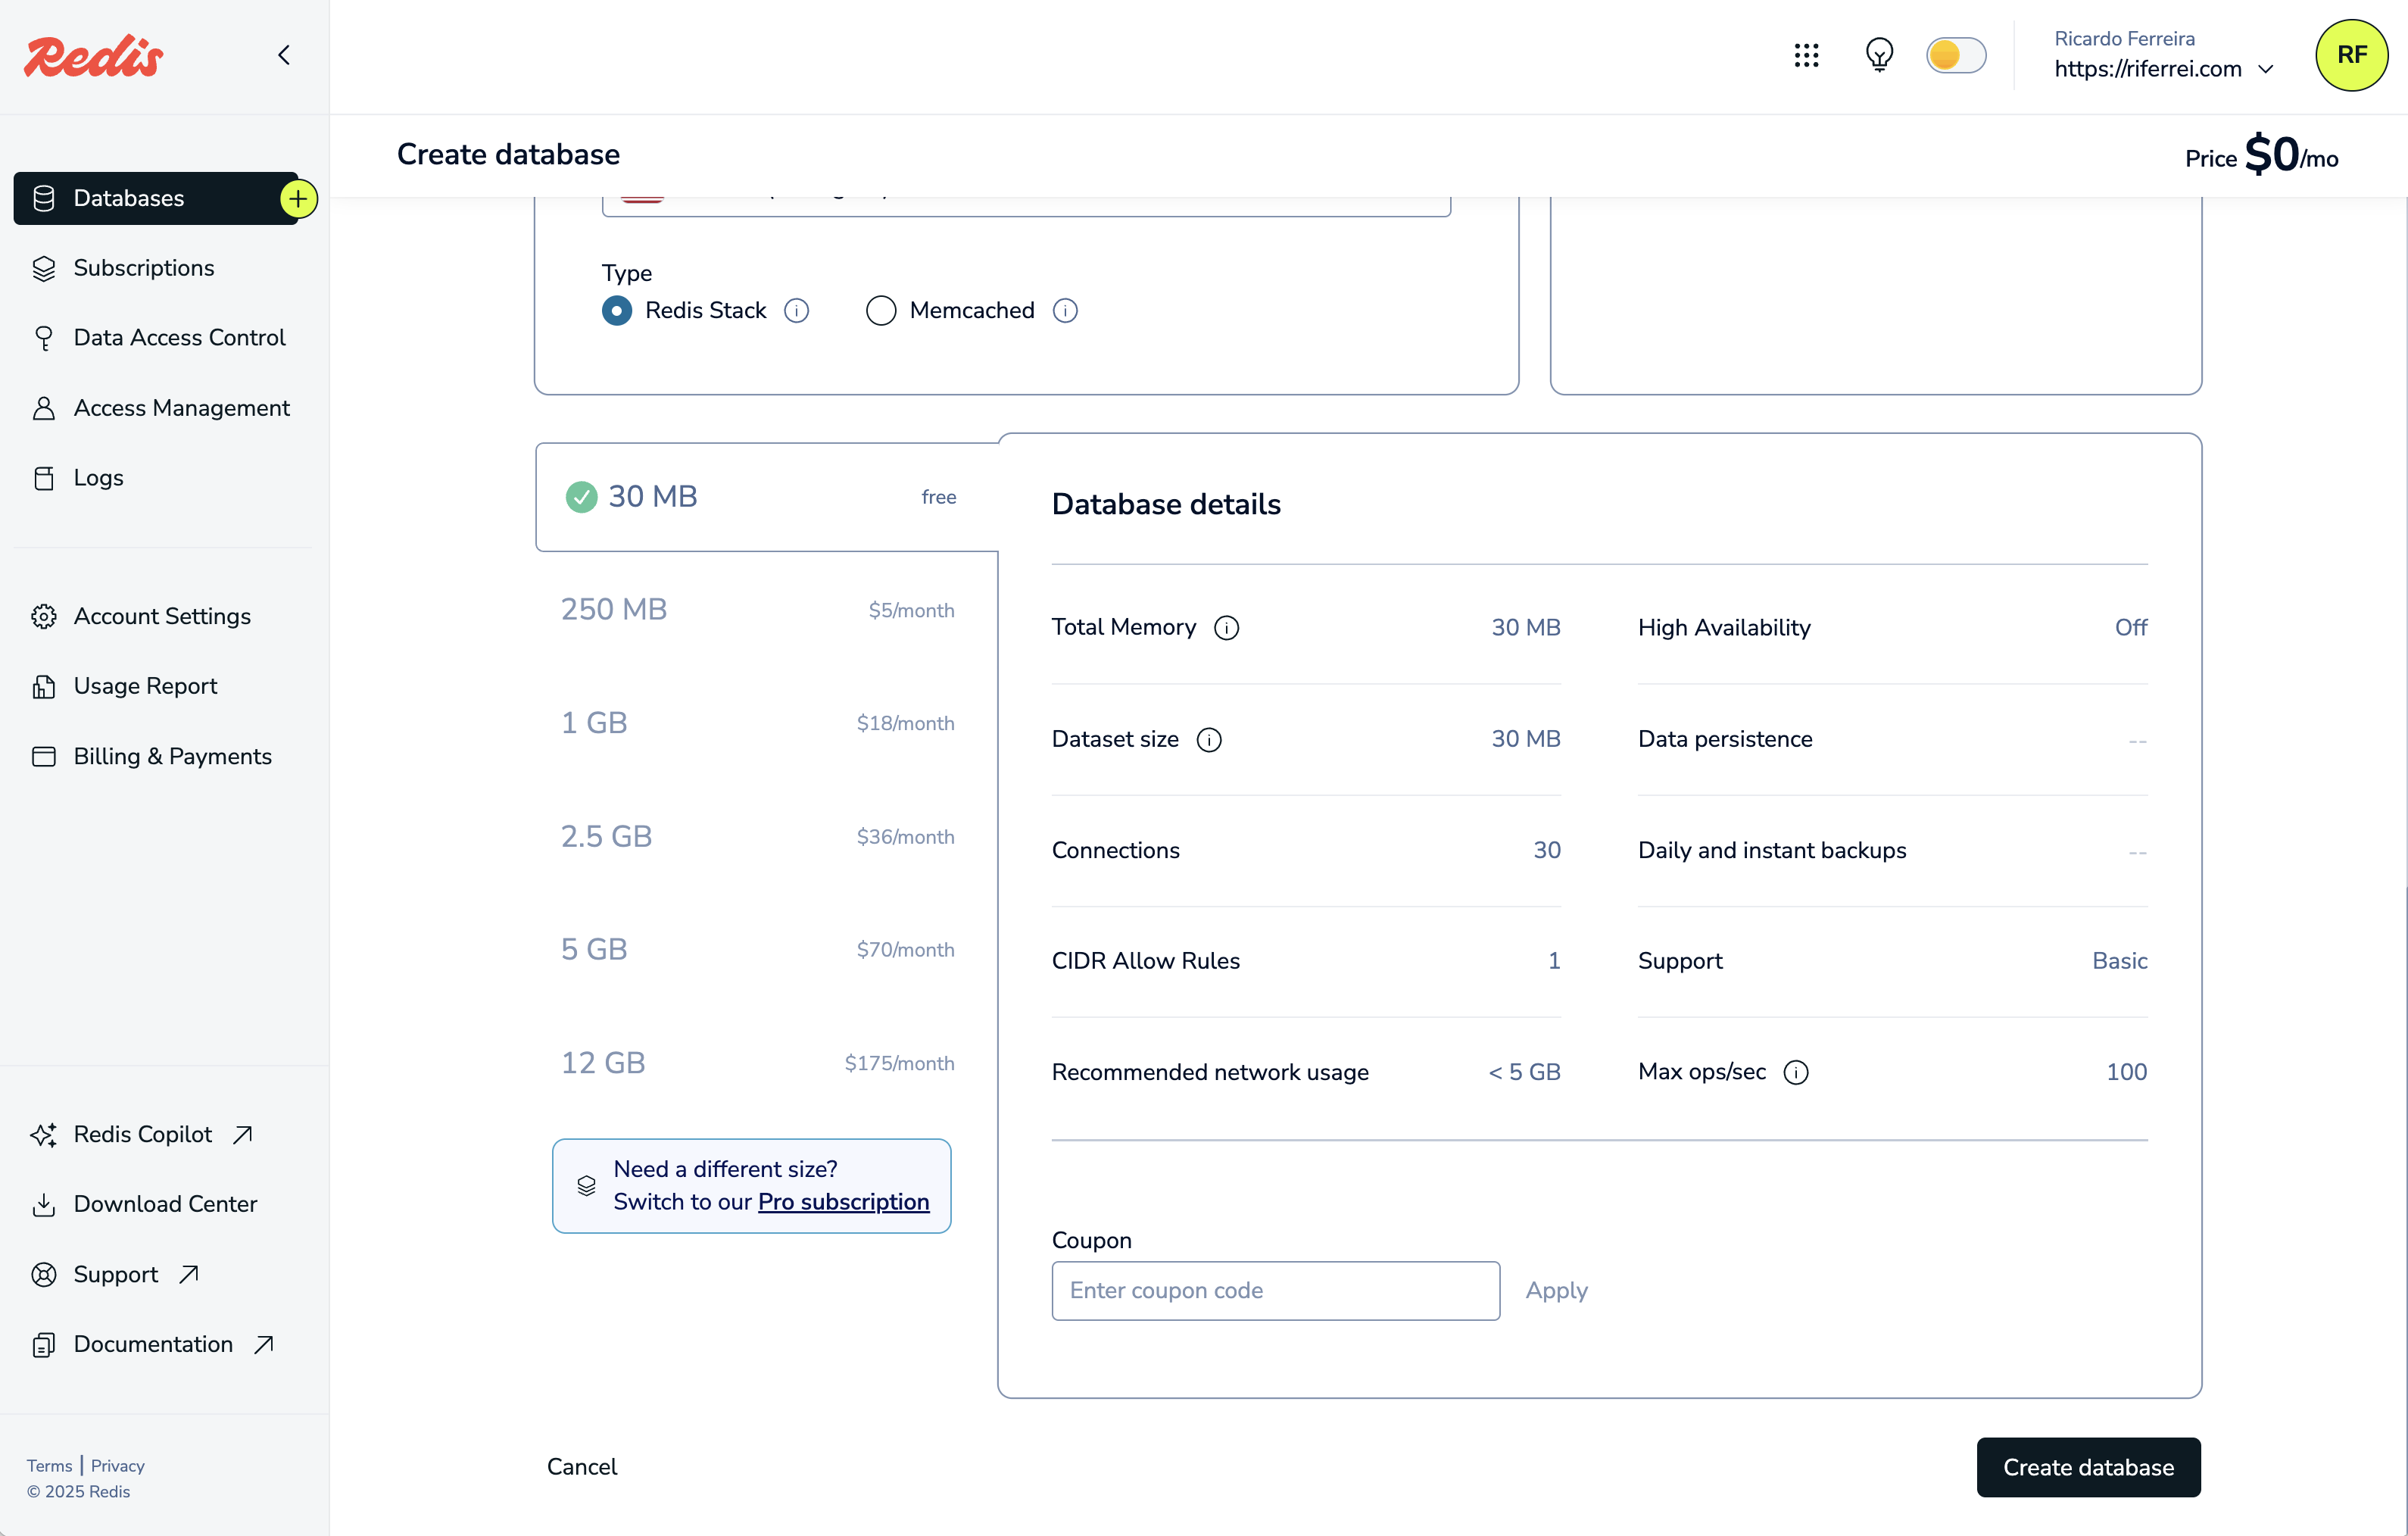 Redis
Ricardo Ferreira
https://riferrei.com
RF
Create database
Price $0/mo
Databases
Subscriptions
Data Access Control
Access Management
Logs
Account Settings
Usage Report
Billing & Payments
Redis Copilot
Download Center
Support
Documentation
Terms | Privacy
© 2025 Redis
Type
Redis Stack
Memcached
30 MB free
250 MB $5/month
1 GB $18/month
2.5 GB $36/month
5 GB $70/month
12 GB $175/month
Need a different size?
Switch to our Pro subscription
Database details
Total Memory 30 MB
High Availability Off
Dataset size 30 MB
Data persistence --
Connections 30
Daily and instant backups --
CIDR Allow Rules 1
Support Basic
Recommended network usage < 5 GB
Max ops/sec 100
Coupon
Enter coupon code
Apply
Cancel
Create database